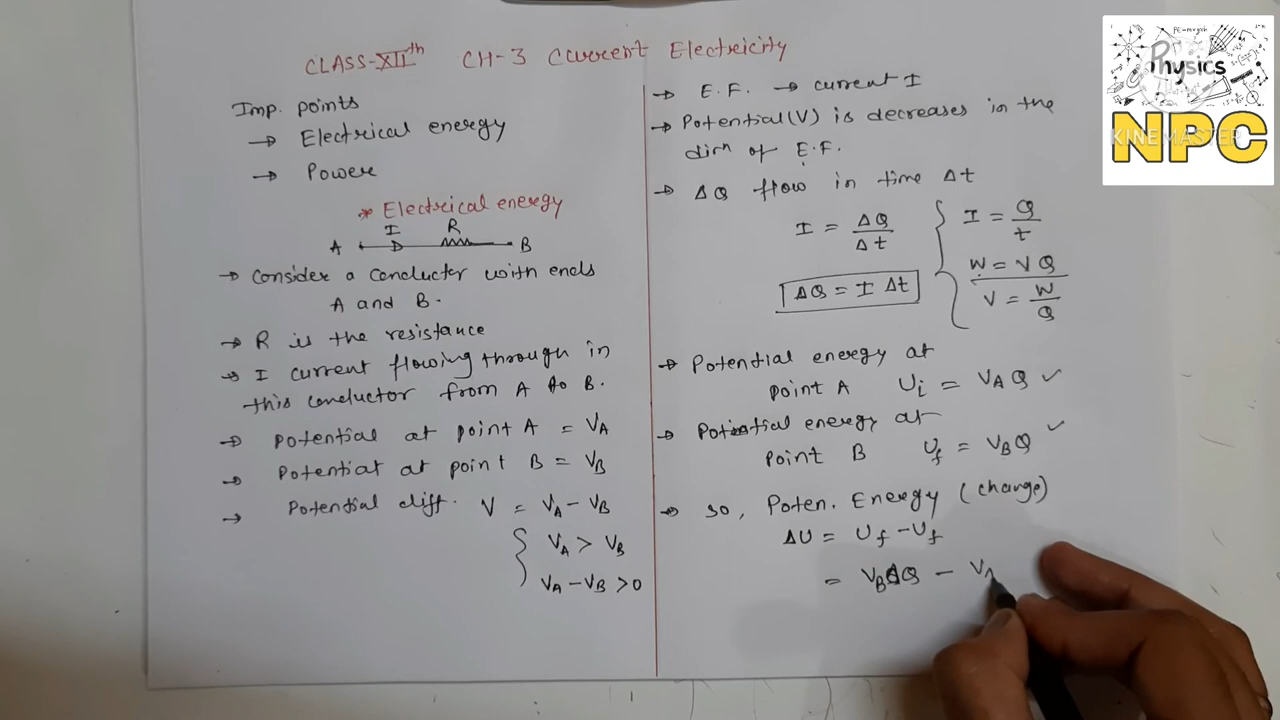 CLASS-XIIth CH-3 Current Electricity
Imp. points
→ Electrical energy
→ Power
* Electrical energy
I R
A B
→ Consider a conductor with ends
A and B.
→ R is the resistance
→ I current flowing through in
this conductor from A to B.
→ Potential at point A = VA
→ Potential at point B = VB
→ Potential diff. V = VA - VB
VA > VB
VA - VB > 0
→ E.F. → current I
→ Potential (V) is decreases in the
dirn of E.F.
→ ΔQ flow in time Δt
I = ΔQ/Δt
ΔQ = I Δt
I = Q/t
W = VQ
V = W/Q
→ Potential energy at
point A Ui = VAQ ✓
→ Potential energy at
point B Uf = VBQ ✓
→ So, Poten. Energy (change)
ΔU = Uf - Uf
= VBΔQ - VA
Physics
KINEMASTER
NPC